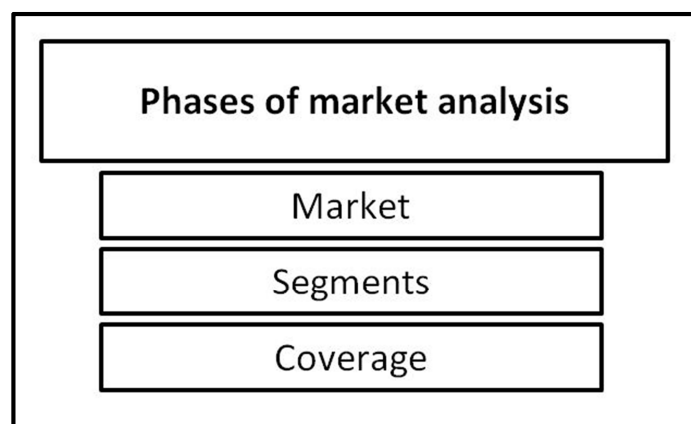 Phases of market analysis
Market
Segments
Coverage